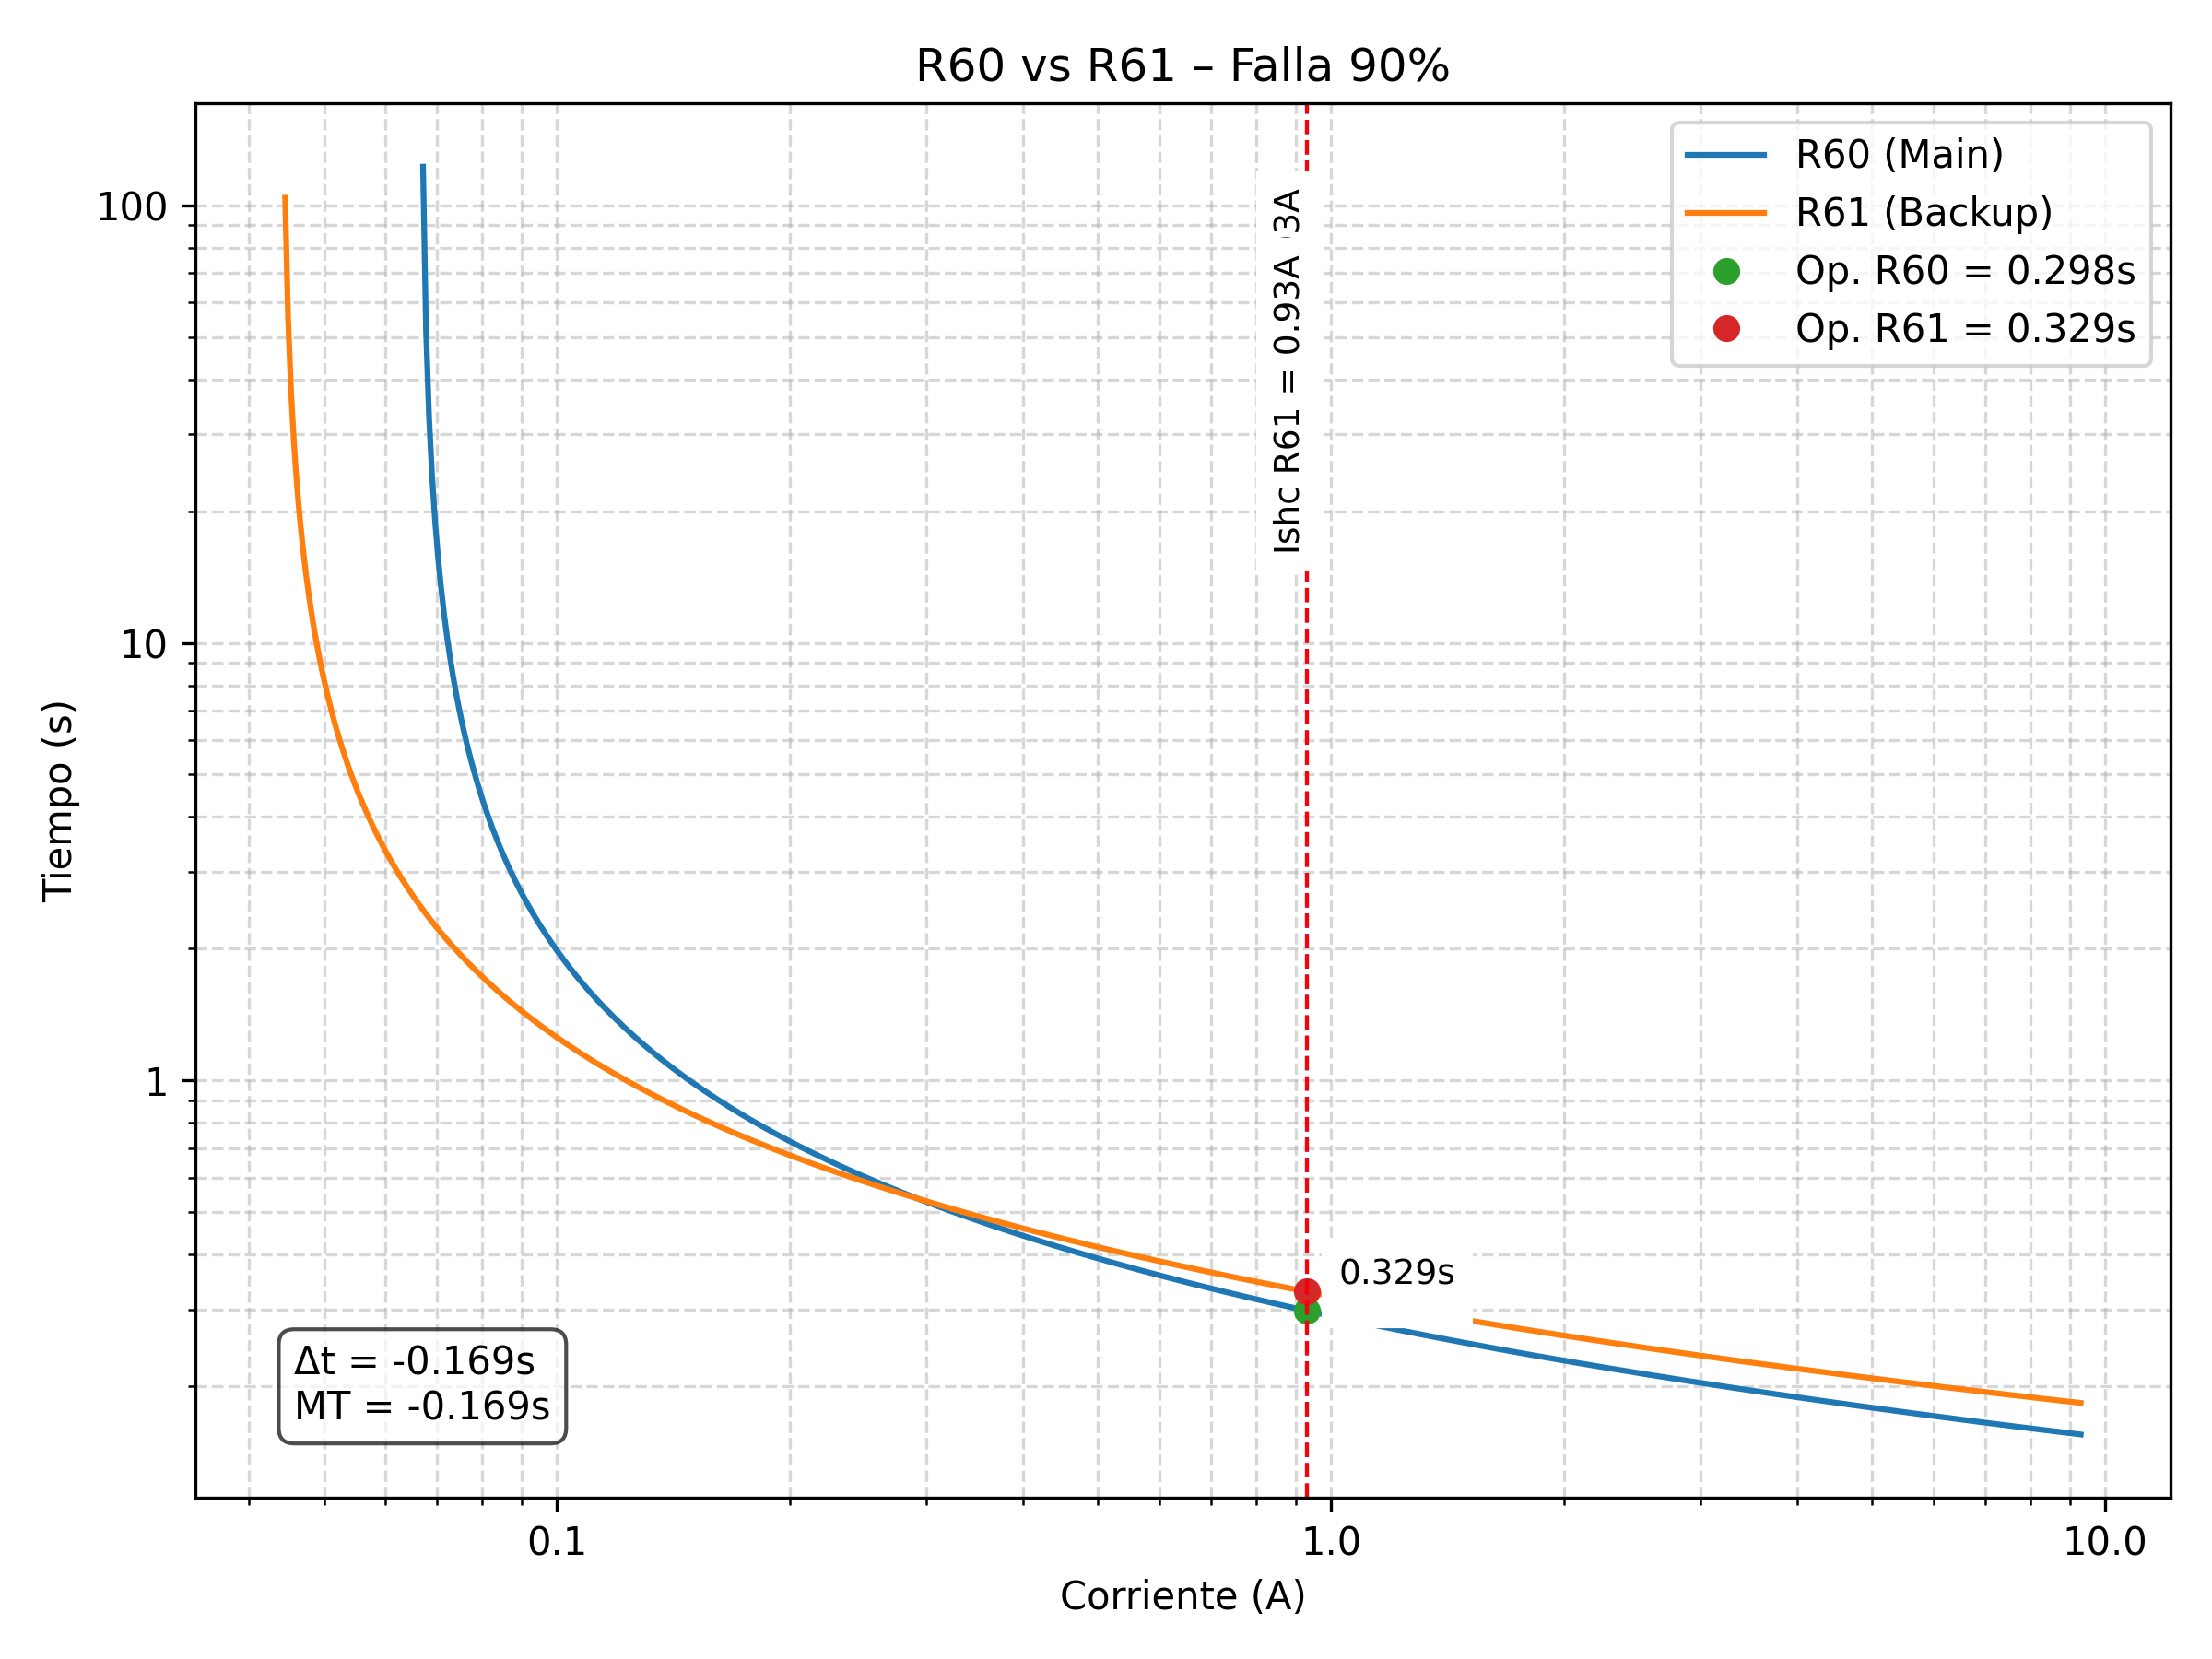 R60 vs R61 – Falla 90%
R60 (Main)
R61 (Backup)
Op. R60 = 0.298s
Op. R61 = 0.329s
Ishc R61 = 0.93A
3A
100
10
1
Tiempo (s)
0.329s
Δt = -0.169s
MT = -0.169s
0.1
1.0
10.0
Corriente (A)